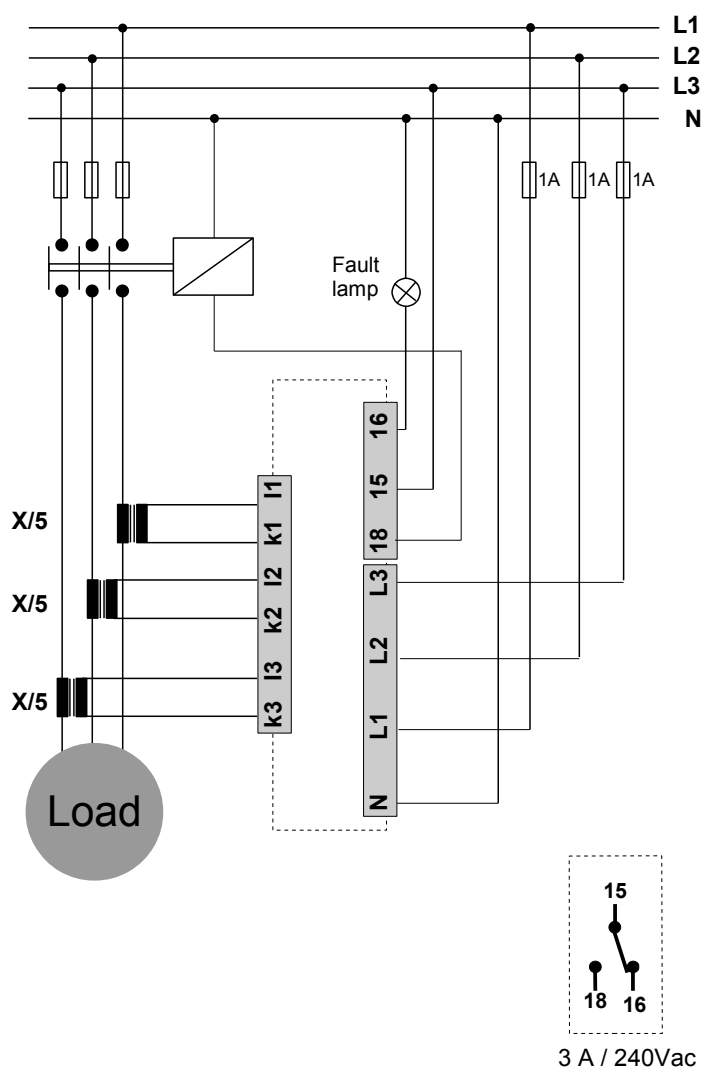 L1
L2
L3
N
1A
1A
1A
Fault
lamp
16
15
18
X/5
X/5
X/5
l1
k1
l2
k2
l3
k3
L3
L2
L1
N
Load
15
18
16
3 A / 240Vac